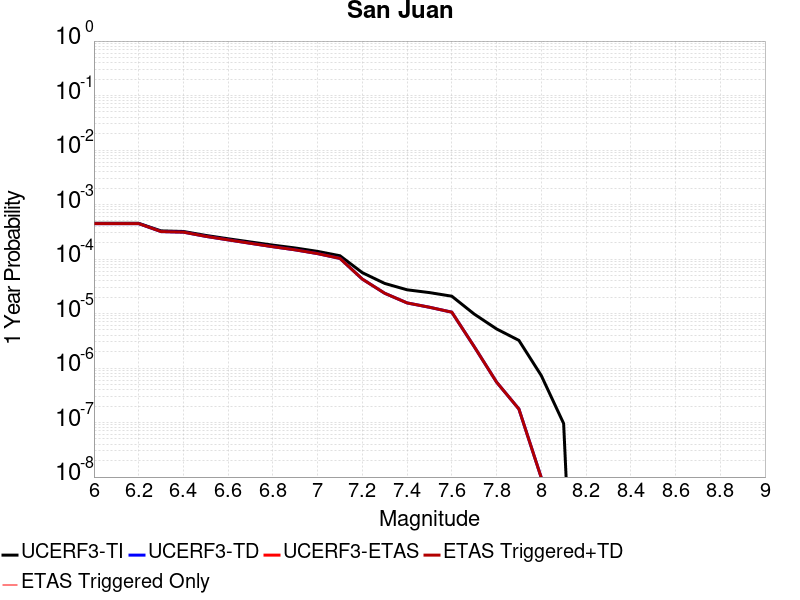 San Juan
10^0
10^-1
10^-2
10^-3
10^-4
10^-5
10^-6
10^-7
10^-8
1 Year Probability
6 6.2 6.4 6.6 6.8 7 7.2 7.4 7.6 7.8 8 8.2 8.4 8.6 8.8 9
Magnitude
UCERF3-TI UCERF3-TD UCERF3-ETAS ETAS Triggered+TD
ETAS Triggered Only